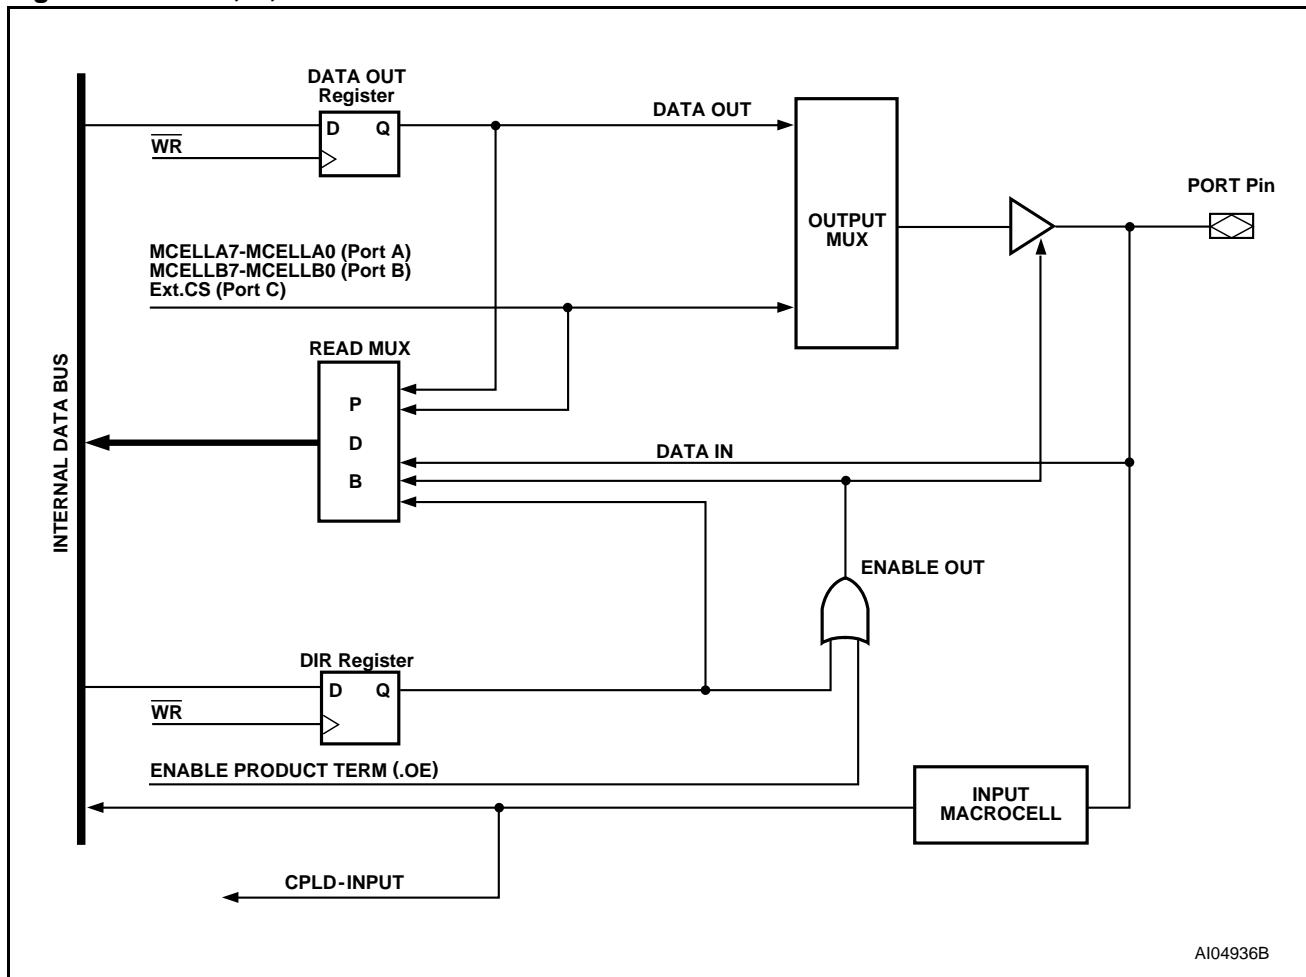 DATA OUT
Register
D Q
WR
DATA OUT
OUTPUT
MUX
PORT Pin
MCELLA7-MCELLA0 (Port A)
MCELLB7-MCELLB0 (Port B)
Ext.CS (Port C)
READ MUX
P
D
B
DATA IN
INTERNAL DATA BUS
ENABLE OUT
DIR Register
D Q
WR
ENABLE PRODUCT TERM (.OE)
INPUT
MACROCELL
CPLD-INPUT
AI04936B